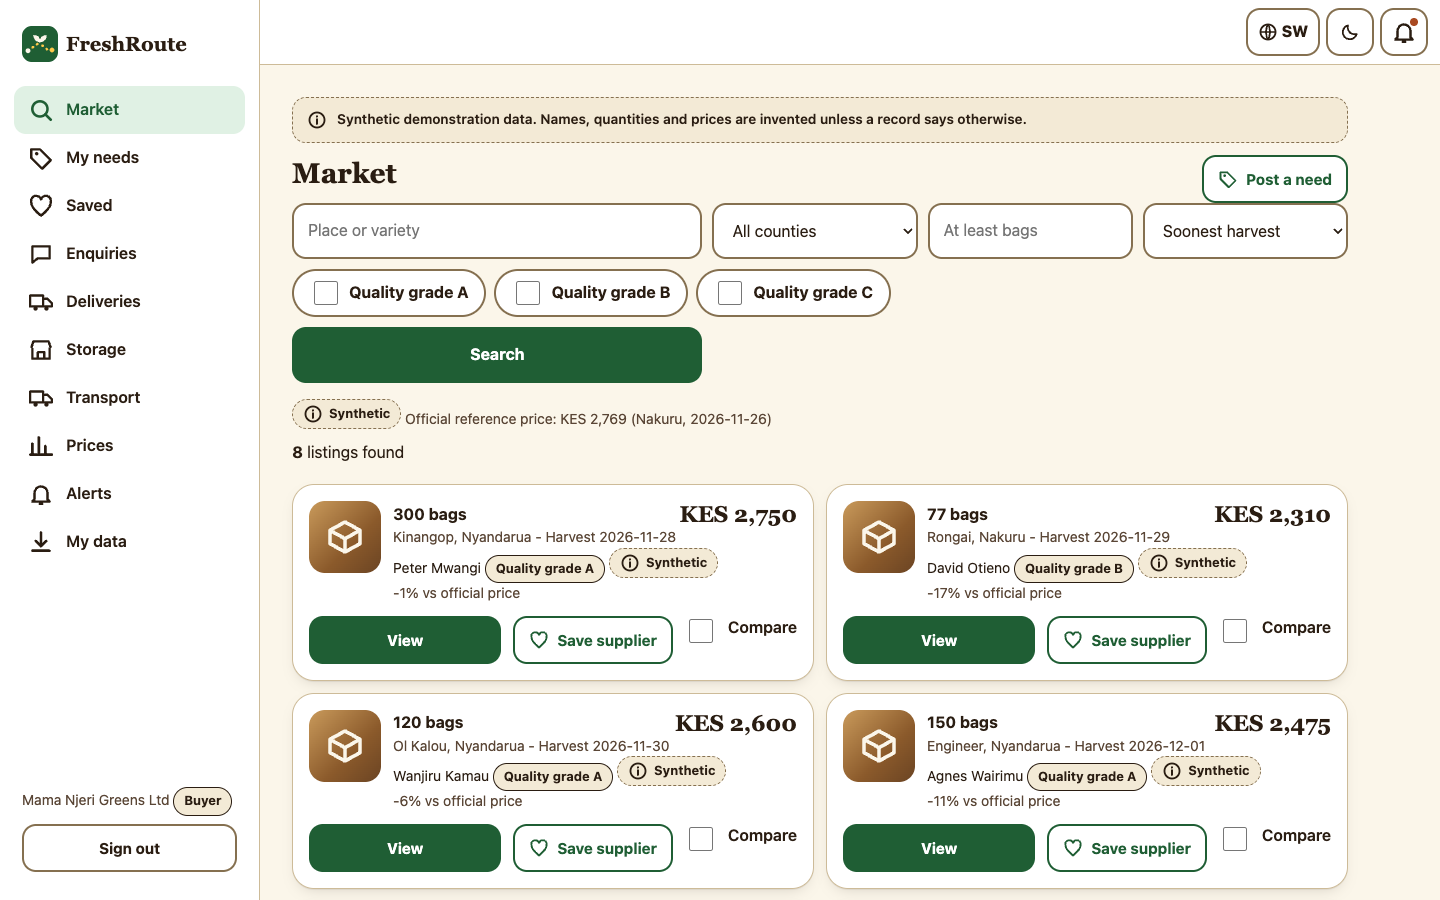 FreshRoute
SW
Market
My needs
Saved
Enquiries
Deliveries
Storage
Transport
Prices
Alerts
My data
Mama Njeri Greens Ltd Buyer
Sign out
Synthetic demonstration data. Names, quantities and prices are invented unless a record says otherwise.
Market
Post a need
Place or variety
All counties
At least bags
Soonest harvest
Quality grade A
Quality grade B
Quality grade C
Search
Synthetic Official reference price: KES 2,769 (Nakuru, 2026-11-26)
8 listings found
300 bags
KES 2,750
Kinangop, Nyandarua - Harvest 2026-11-28
Peter Mwangi Quality grade A Synthetic
-1% vs official price
View
Save supplier
Compare
77 bags
KES 2,310
Rongai, Nakuru - Harvest 2026-11-29
David Otieno Quality grade B Synthetic
-17% vs official price
View
Save supplier
Compare
120 bags
KES 2,600
Ol Kalou, Nyandarua - Harvest 2026-11-30
Wanjiru Kamau Quality grade A Synthetic
-6% vs official price
View
Save supplier
Compare
150 bags
KES 2,475
Engineer, Nyandarua - Harvest 2026-12-01
Agnes Wairimu Quality grade A Synthetic
-11% vs official price
View
Save supplier
Compare